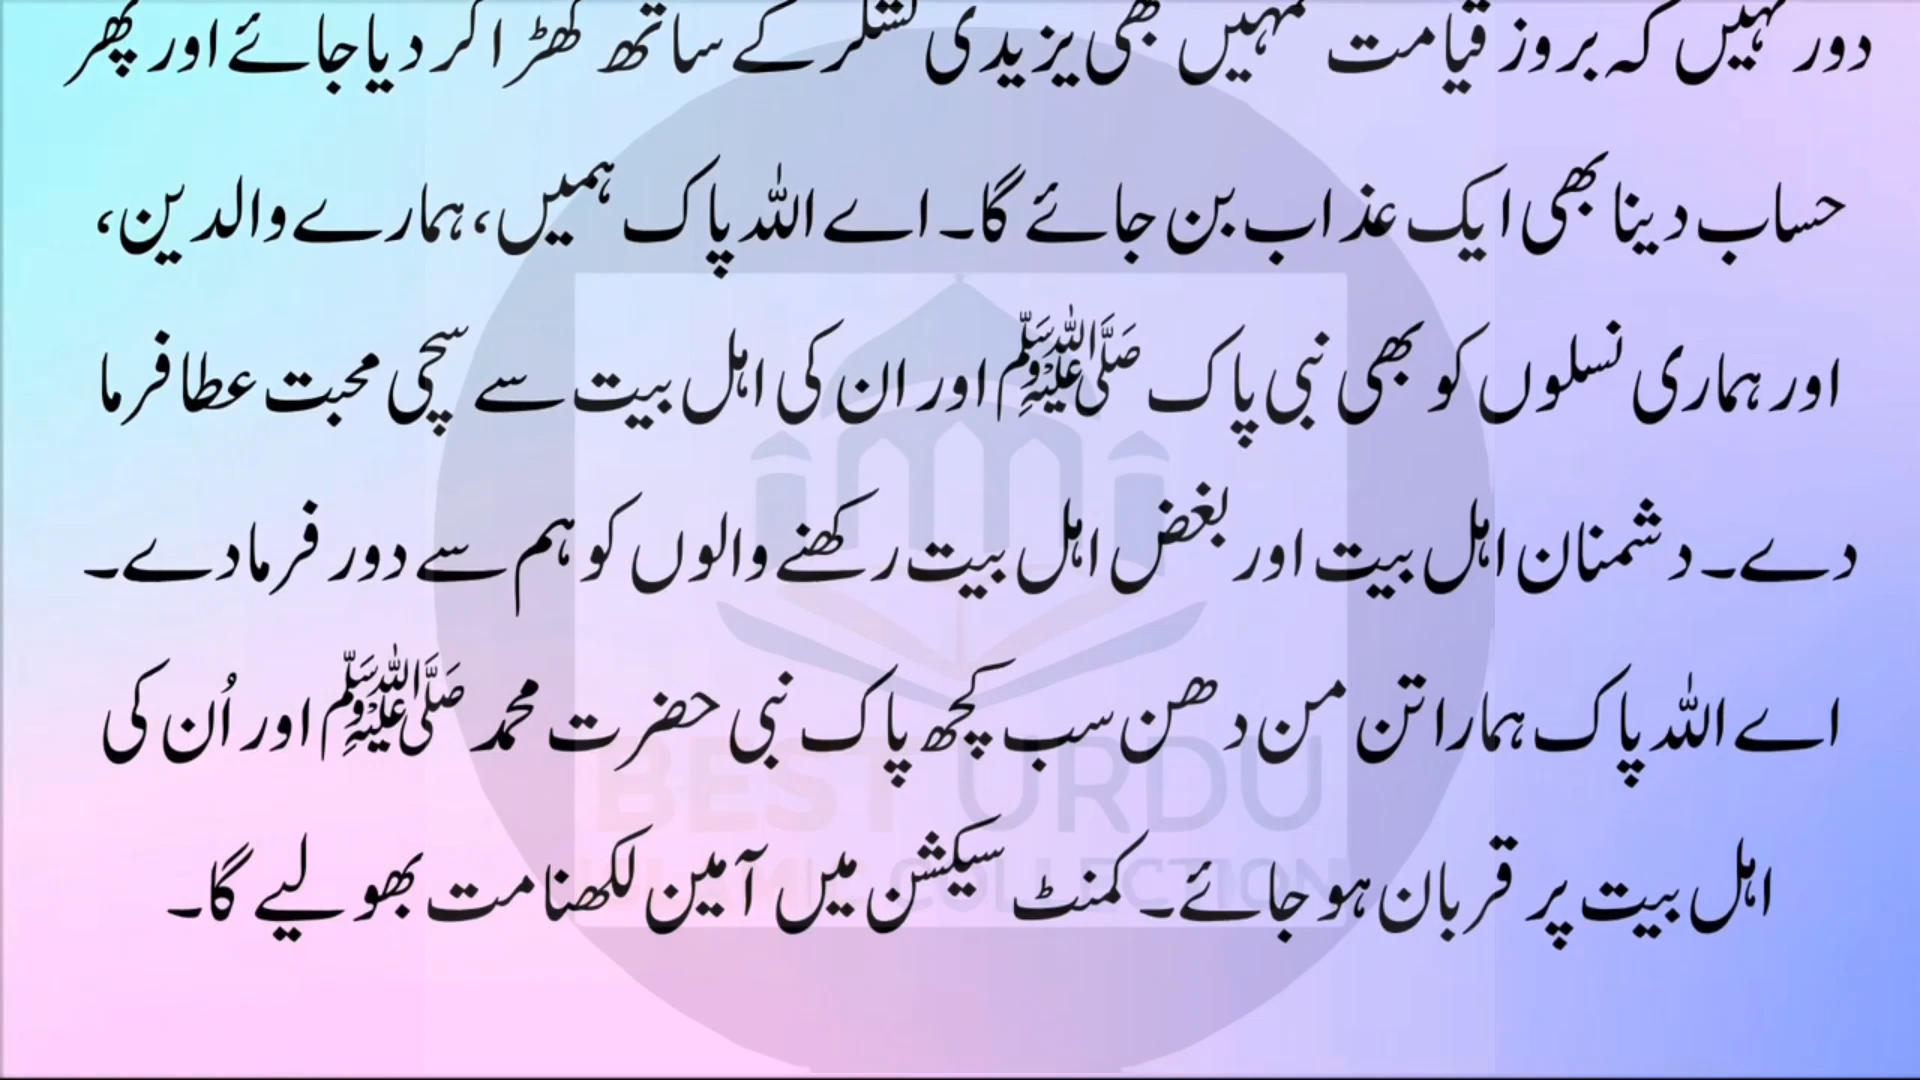 دور نہیں کہ بروز قیامت تمہیں بھی یزیدی لشکر کے ساتھ کھڑا کر دیا جائے اور پھر
حساب دینا بھی ایک عذاب بن جائے گا۔ اے اللہ پاک ہمیں، ہمارے والدین،
اور ہماری نسلوں کو بھی نبی پاک ﷺ اور ان کی اہل بیت سے سچی محبت عطا فرما
دے۔ دشمنان اہل بیت اور بغض اہل بیت رکھنے والوں کو ہم سے دور فرما دے۔
اے اللہ پاک ہمارا تن من دھن سب کچھ پاک نبی حضرت محمد ﷺ اور اُن کی
اہل بیت پر قربان ہو جائے۔ کمنٹ سیکشن میں آمین لکھنا مت بھولیے گا۔
BEST URDU
ISLAMIC COLLECTION